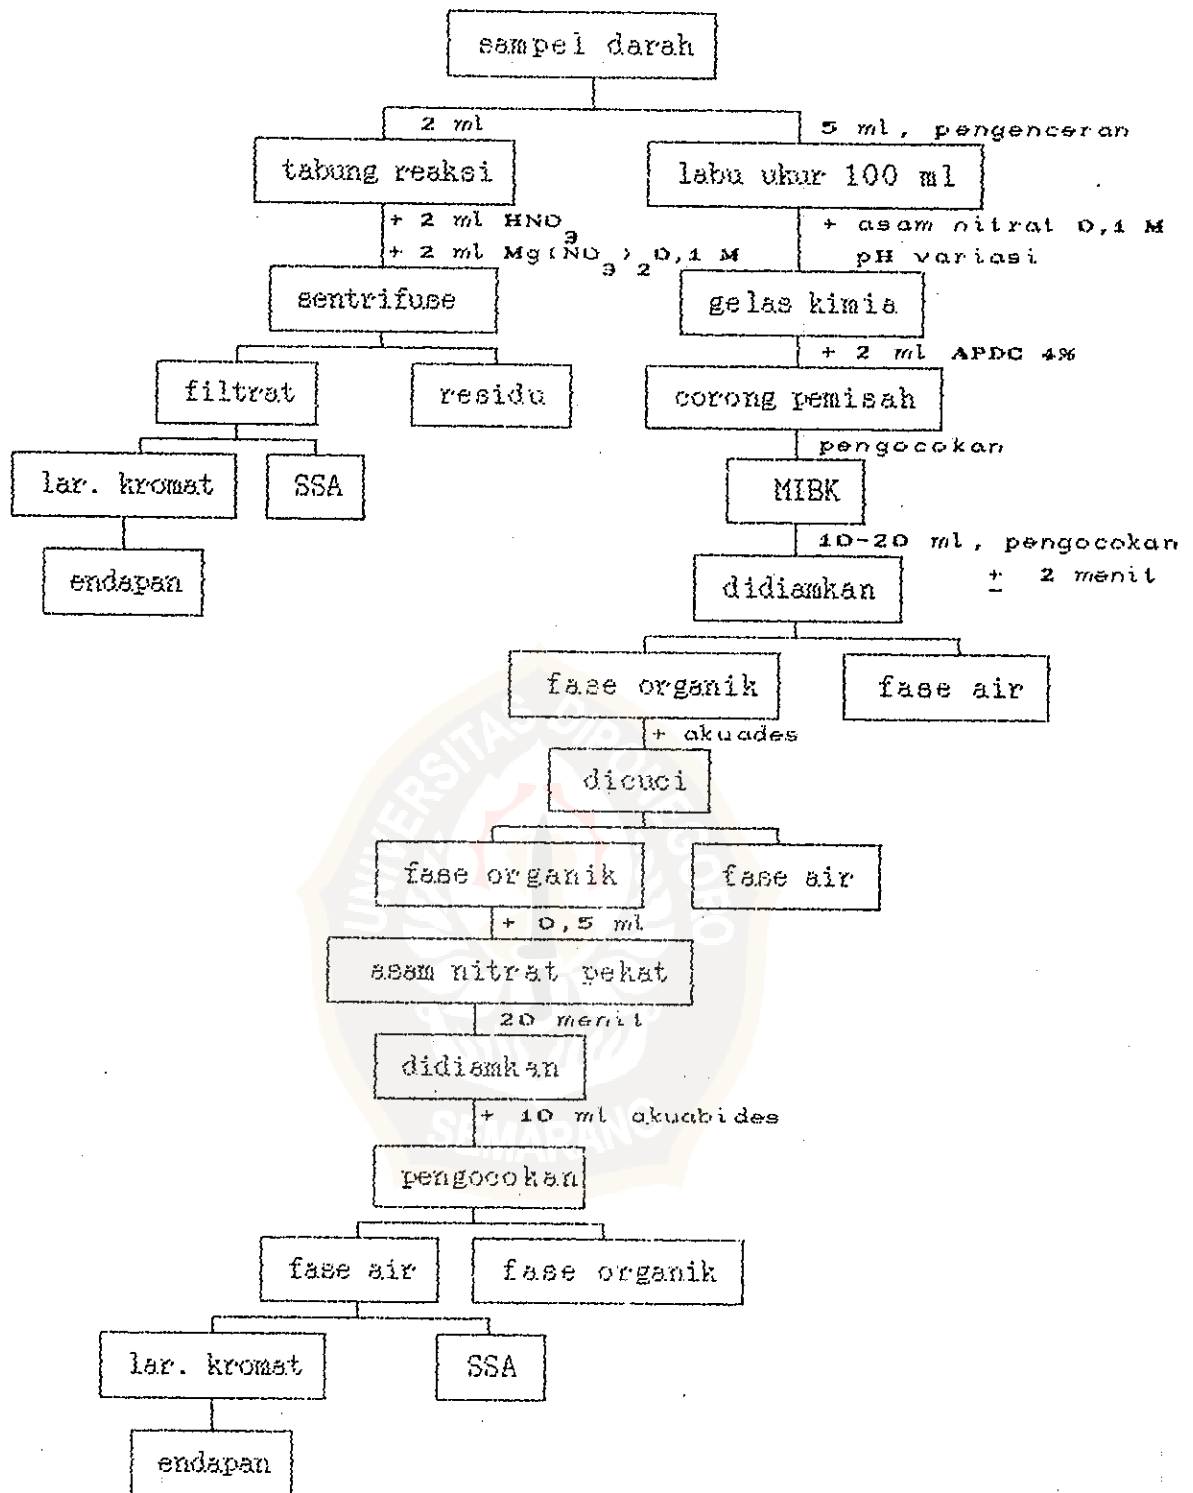 sampel darah
2 ml
5 ml, pengenceran
tabung reaksi
labu ukur 100 ml
+ 2 ml HNO3
+ 2 ml Mg(NO3)2 0,1 M
+ asam nitrat 0,1 M
pH variasi
sentrifuse
gelas kimia
+ 2 ml APDC 4%
filtrat
residu
corong pemisah
pengocokan
lar. kromat
SSA
MIBK
10-20 ml, pengocokan
± 2 menit
endapan
didiamkan
fase organik
fase air
+ akuades
dicuci
fase organik
fase air
+ 0,5 ml
asam nitrat pekat
20 menit
didiamkan
+ 10 ml akuabides
pengocokan
fase air
fase organik
lar. kromat
SSA
endapan
UNIVERSITAS DIPONEGORO
SEMARANG